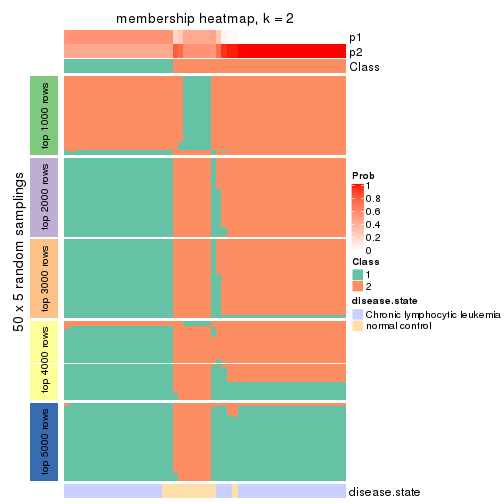 membership heatmap, k = 2
p1
p2
Class
50 x 5 random samplings
top 1000 rows
top 2000 rows
top 3000 rows
top 4000 rows
top 5000 rows
Prob
1
0.8
0.6
0.4
0.2
0
Class
1
2
disease.state
Chronic lymphocytic leukemia
normal control
disease.state